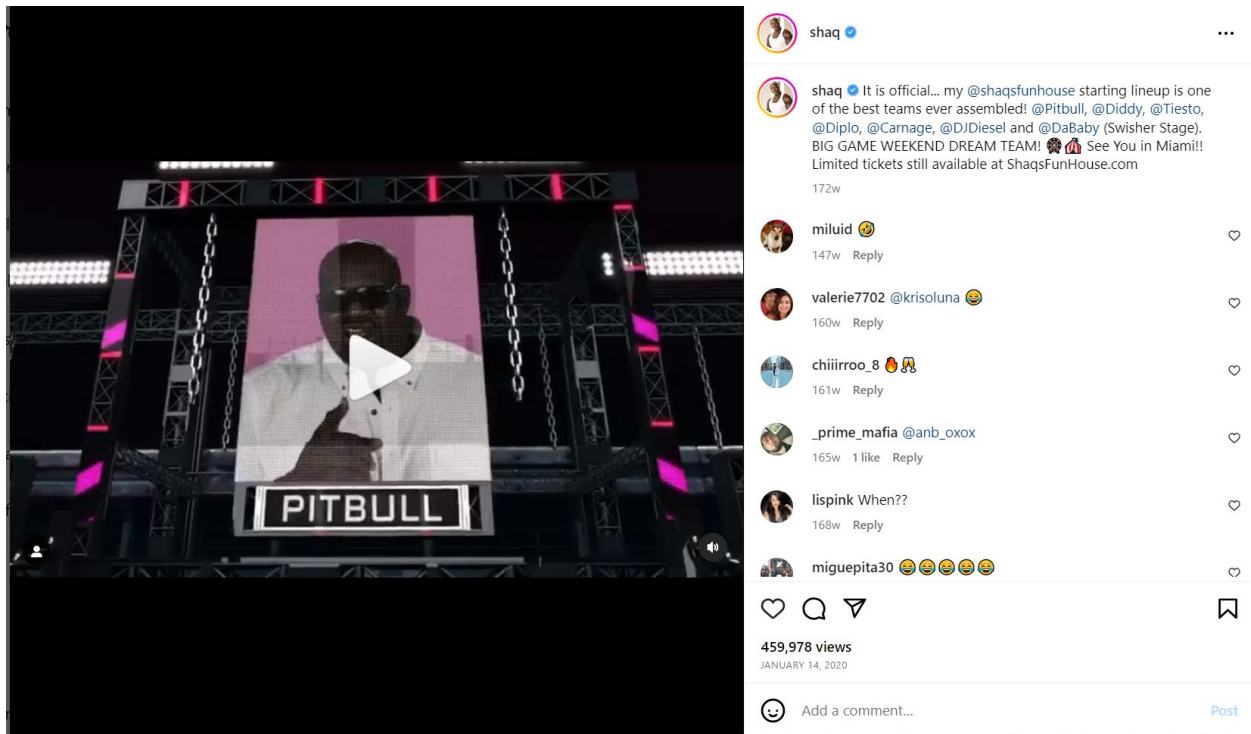 PITBULL
shaq
shaq It is official... my @shaqsfunhouse starting lineup is one
of the best teams ever assembled! @Pitbull, @Diddy, @Tiesto,
@Diplo, @Carnage, @DJDiesel and @DaBaby (Swisher Stage).
BIG GAME WEEKEND DREAM TEAM! 🎡🎪 See You in Miami!!
Limited tickets still available at ShaqsFunHouse.com
172w
miluid 🤣
147w Reply
valerie7702 @krisoluna 😂
160w Reply
chiiirroo_8 🔥🥂
161w Reply
_prime_mafia @anb_oxox
165w 1 like Reply
lispink When??
168w Reply
miguepita30 😂😂😂😂😂
459,978 views
JANUARY 14, 2020
Add a comment...
Post